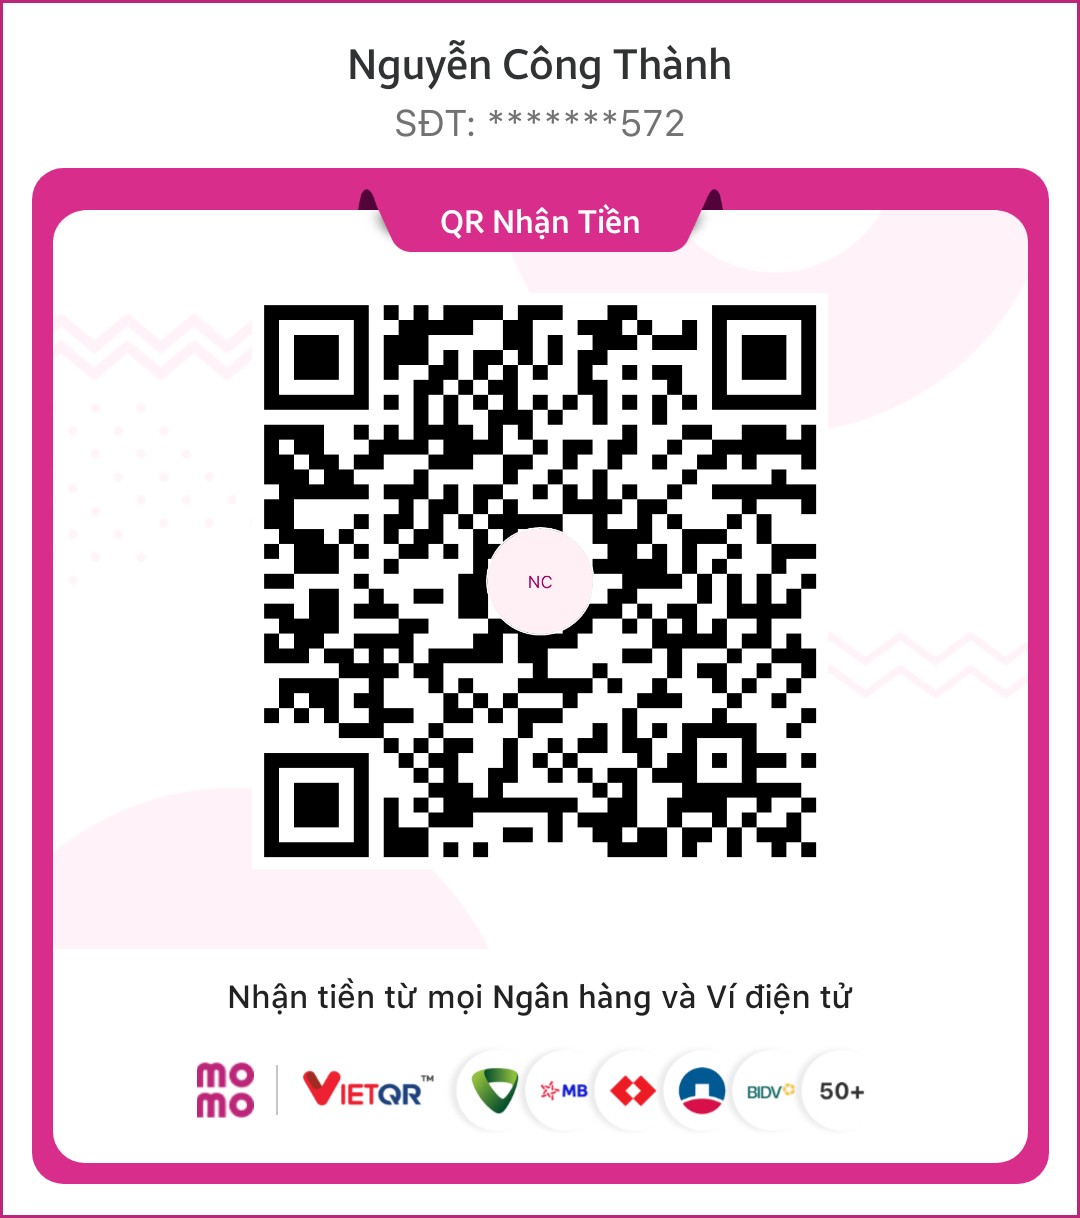 Nguyễn Công Thành
SĐT: *******572
QR Nhận Tiền
NC
Nhận tiền từ mọi Ngân hàng và Ví điện tử
mo
mo
VIETQR™
MB
BIDV
50+